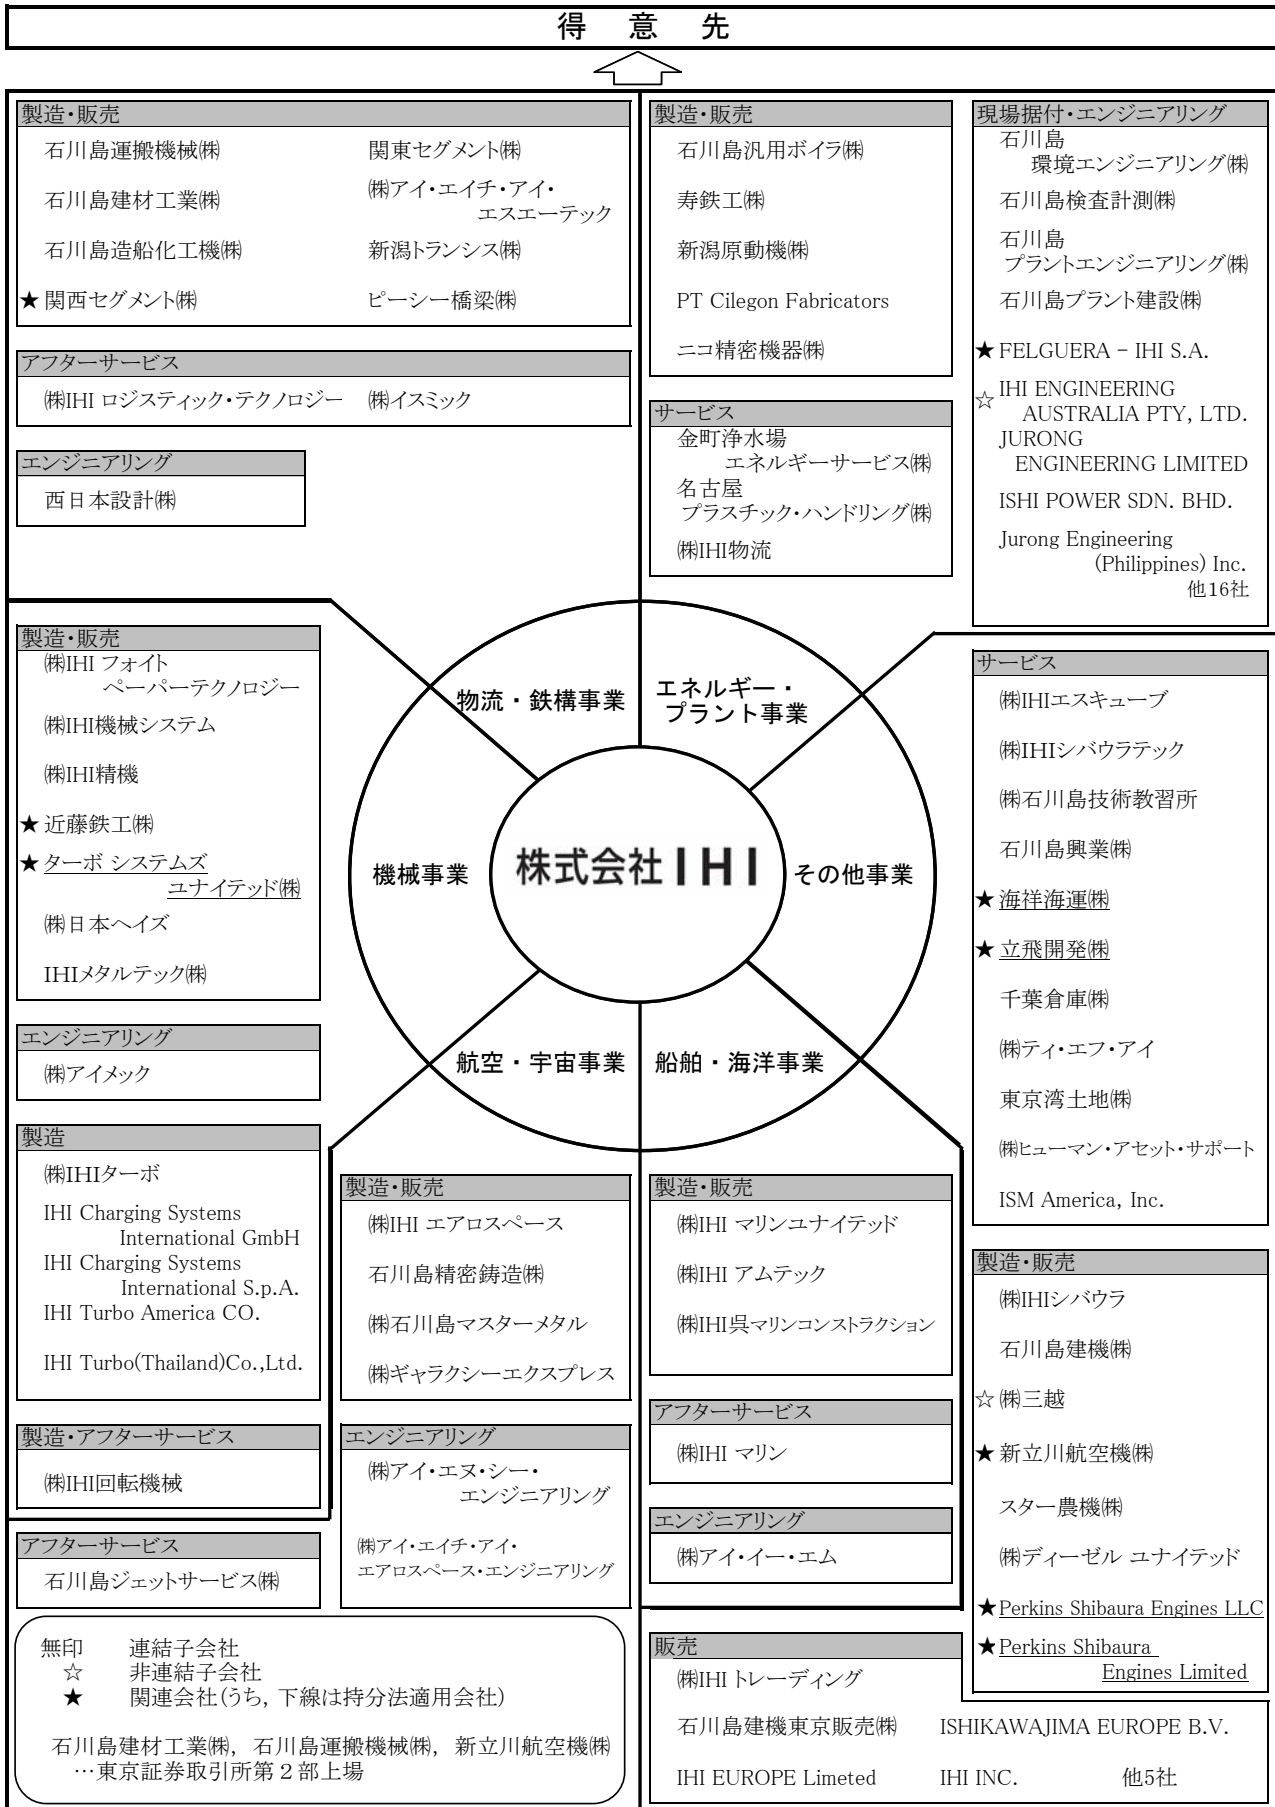 得 意 先
製造・販売
石川島運搬機械㈱
関東セグメント㈱
石川島建材工業㈱
㈱アイ・エイチ・アイ・
エスエーテック
石川島造船化工機㈱
新潟トランシス㈱
★関西セグメント㈱
ピーシー橋梁㈱
アフターサービス
㈱IHI ロジスティック・テクノロジー
㈱イスミック
エンジニアリング
西日本設計㈱
製造・販売
石川島汎用ボイラ㈱
寿鉄工㈱
新潟原動機㈱
PT Cilegon Fabricators
ニコ精密機器㈱
サービス
金町浄水場
エネルギーサービス㈱
名古屋
プラスチック・ハンドリング㈱
㈱IHI物流
現場据付・エンジニアリング
石川島
環境エンジニアリング㈱
石川島検査計測㈱
石川島
プラントエンジニアリング㈱
石川島プラント建設㈱
★FELGUERA - IHI S.A.
☆IHI ENGINEERING
AUSTRALIA PTY, LTD.
JURONG
ENGINEERING LIMITED
ISHI POWER SDN. BHD.
Jurong Engineering
(Philippines) Inc.
他16社
物流・鉄構事業
エネルギー・
プラント事業
機械事業
株式会社IHI
その他事業
航空・宇宙事業
船舶・海洋事業
製造・販売
㈱IHI フォイト
ペーパーテクノロジー
㈱IHI機械システム
㈱IHI精機
★近藤鉄工㈱
★ターボ システムズ
ユナイテッド㈱
㈱日本ヘイズ
IHIメタルテック㈱
エンジニアリング
㈱アイメック
製造
㈱IHIターボ
IHI Charging Systems
International GmbH
IHI Charging Systems
International S.p.A.
IHI Turbo America CO.
IHI Turbo(Thailand)Co.,Ltd.
製造・アフターサービス
㈱IHI回転機械
アフターサービス
石川島ジェットサービス㈱
製造・販売
㈱IHI エアロスペース
石川島精密鋳造㈱
㈱石川島マスターメタル
㈱ギャラクシーエクスプレス
エンジニアリング
㈱アイ・エヌ・シー・
エンジニアリング
㈱アイ・エイチ・アイ・
エアロスペース・エンジニアリング
製造・販売
㈱IHI マリンユナイテッド
㈱IHI アムテック
㈱IHI呉マリンコンストラクション
アフターサービス
㈱IHI マリン
エンジニアリング
㈱アイ・イー・エム
サービス
㈱IHIエスキューブ
㈱IHIシバウラテック
㈱石川島技術教習所
石川島興業㈱
★海祥海運㈱
★立飛開発㈱
千葉倉庫㈱
㈱ティ・エフ・アイ
東京湾土地㈱
㈱ヒューマン・アセット・サポート
ISM America, Inc.
製造・販売
㈱IHIシバウラ
石川島建機㈱
☆㈱三越
★新立川航空機㈱
スター農機㈱
㈱ディーゼル ユナイテッド
★Perkins Shibaura Engines LLC
★Perkins Shibaura
Engines Limited
販売
㈱IHI トレーディング
石川島建機東京販売㈱
ISHIKAWAJIMA EUROPE B.V.
IHI EUROPE Limeted
IHI INC.
他5社
無印 連結子会社
☆ 非連結子会社
★ 関連会社(うち, 下線は持分法適用会社)
石川島建材工業㈱, 石川島運搬機械㈱, 新立川航空機㈱
…東京証券取引所第２部上場